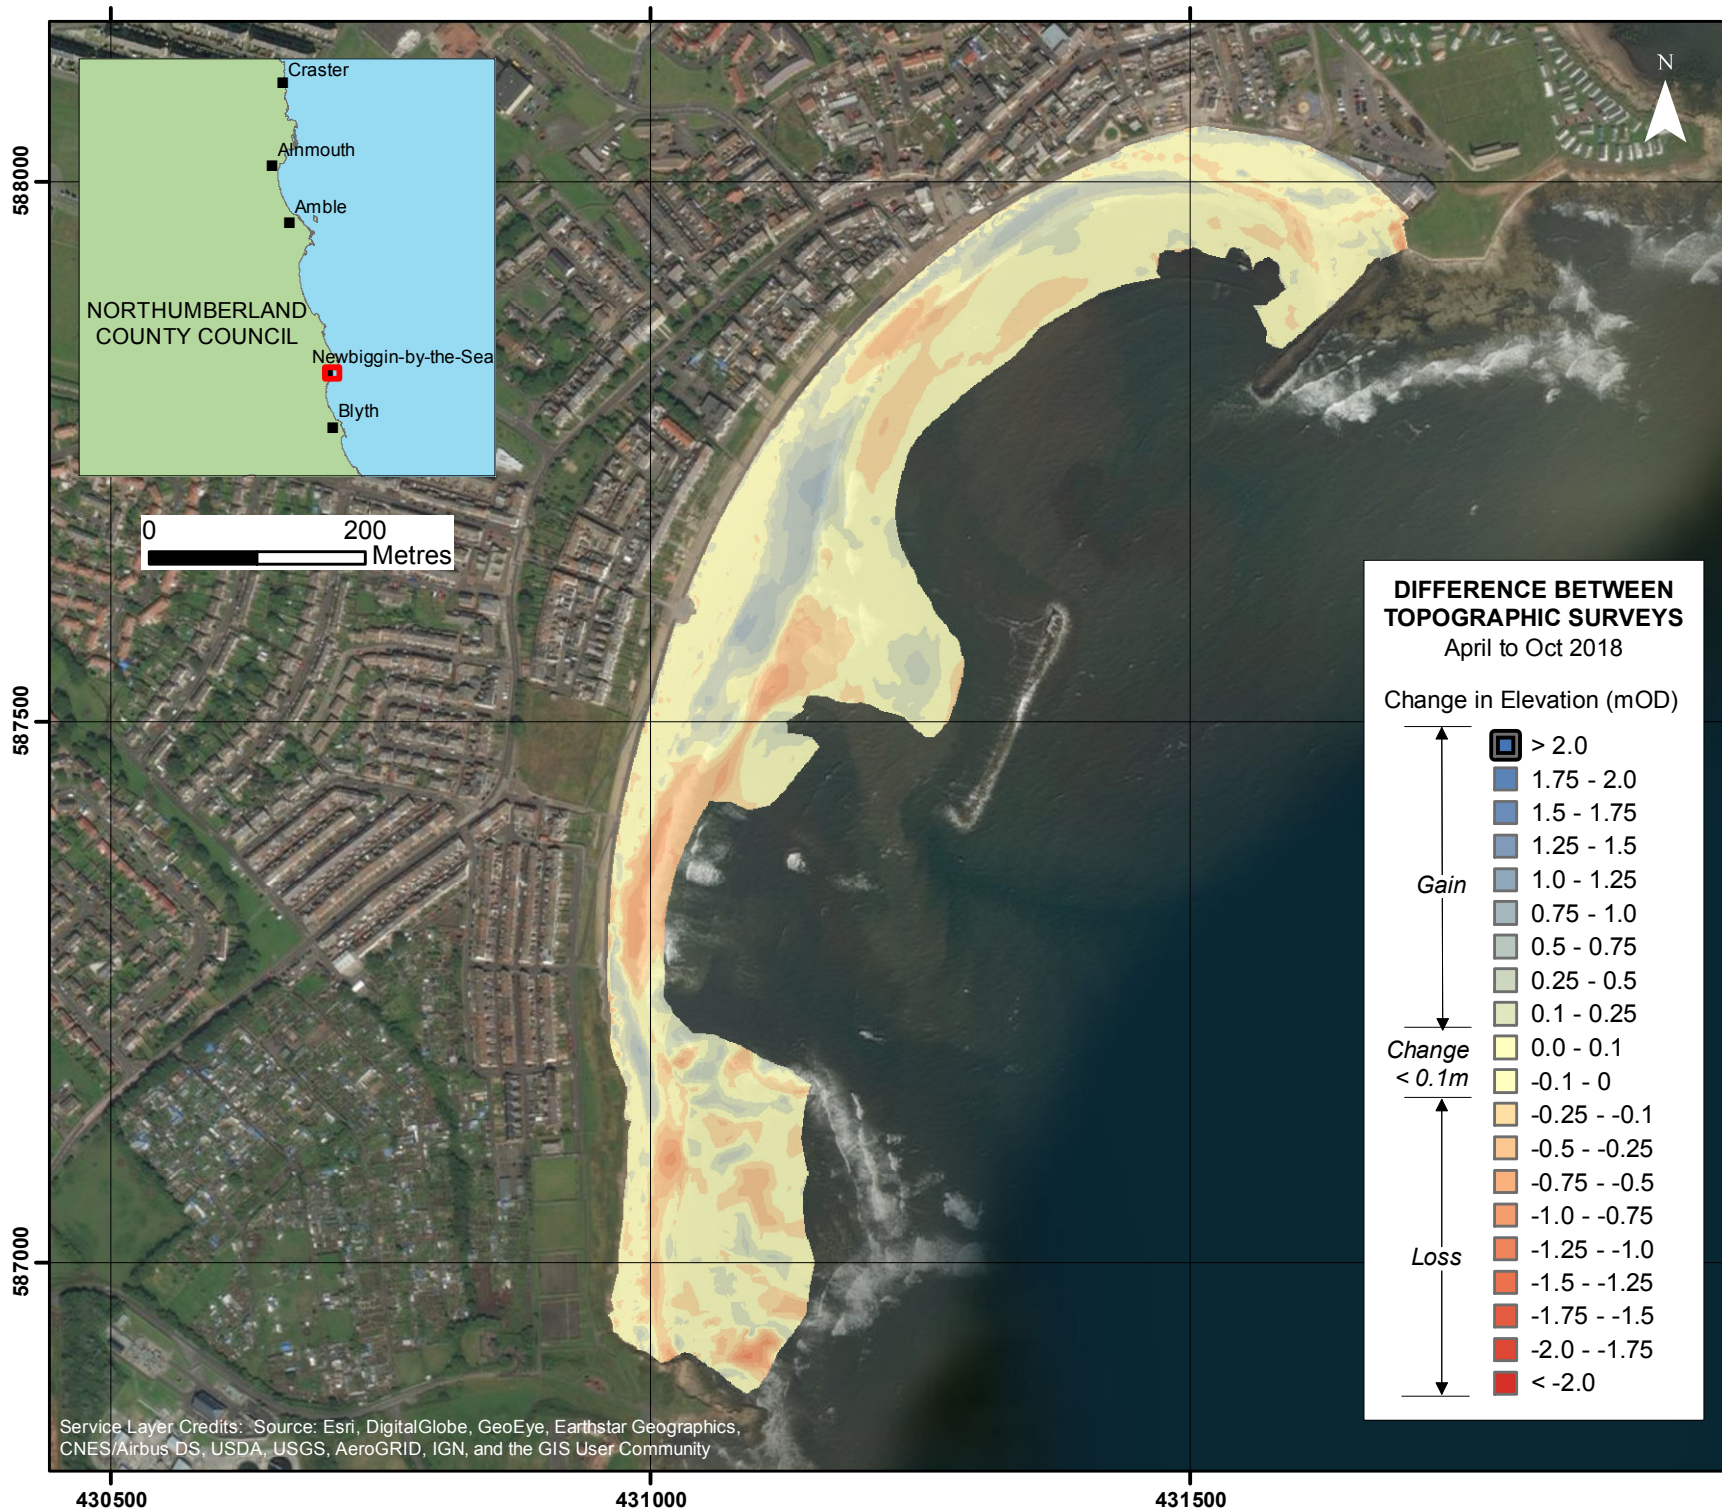 N
Craster
Alnmouth
Amble
NORTHUMBERLAND
COUNTY COUNCIL
Newbiggin-by-the-Sea
Blyth
0 200
Metres
588000
587500
587000
430500 431000 431500
DIFFERENCE BETWEEN
TOPOGRAPHIC SURVEYS
April to Oct 2018
Change in Elevation (mOD)
> 2.0
1.75 - 2.0
1.5 - 1.75
1.25 - 1.5
1.0 - 1.25
Gain
0.75 - 1.0
0.5 - 0.75
0.25 - 0.5
0.1 - 0.25
Change
< 0.1m
0.0 - 0.1
-0.1 - 0
-0.25 - -0.1
-0.5 - -0.25
-0.75 - -0.5
-1.0 - -0.75
Loss
-1.25 - -1.0
-1.5 - -1.25
-1.75 - -1.5
-2.0 - -1.75
< -2.0
Service Layer Credits: Source: Esri, DigitalGlobe, GeoEye, Earthstar Geographics,
CNES/Airbus DS, USDA, USGS, AeroGRID, IGN, and the GIS User Community